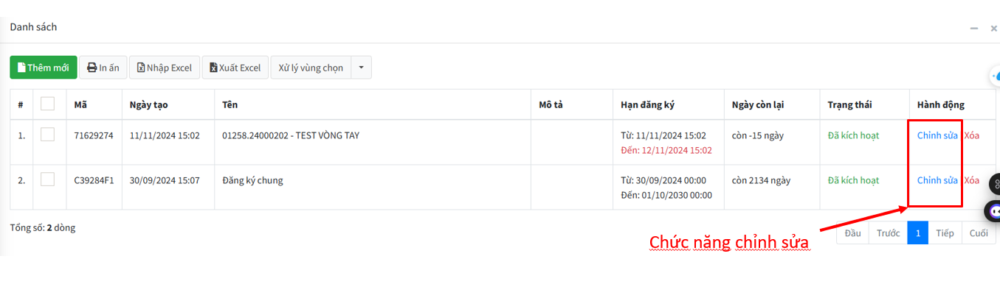 Danh sách
Thêm mới In ấn Nhập Excel Xuất Excel Xử lý vùng chọn
# Mã Ngày tạo Tên Mô tả Hạn đăng ký Ngày còn lại Trạng thái Hành động
1. 71629274 11/11/2024 15:02 01258.24000202 - TEST VÒNG TAY Từ: 11/11/2024 15:02 còn -15 ngày Đã kích hoạt Chỉnh sửa Xóa
Đến: 12/11/2024 15:02
2. C39284F1 30/09/2024 15:07 Đăng ký chung Từ: 30/09/2024 00:00 còn 2134 ngày Đã kích hoạt Chỉnh sửa Xóa
Đến: 01/10/2030 00:00
Tổng số: 2 dòng
Đầu Trước 1 Tiếp Cuối
Chức năng chỉnh sửa